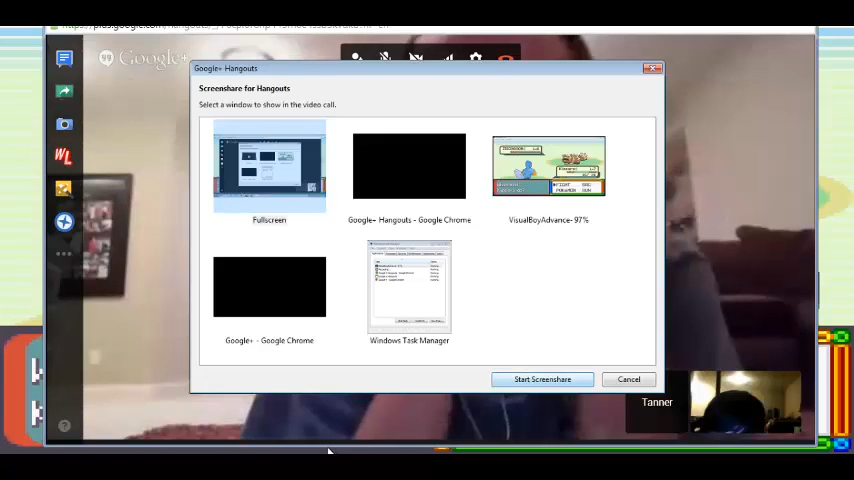 Google+
Google+ Hangouts
Screenshare for Hangouts
Select a window to show in the video call.
Fullscreen
Google+ Hangouts - Google Chrome
VisualBoyAdvance- 97%
Google+ - Google Chrome
Windows Task Manager
Start Screenshare
Cancel
Tanner